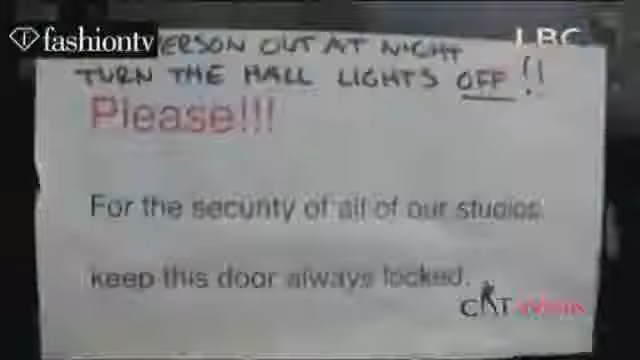 fashiontv
LBC
PERSON OUT AT NIGHT
TURN THE HALL LIGHTS OFF !!
Please!!!
For the security of all of our studios
keep this door always locked.